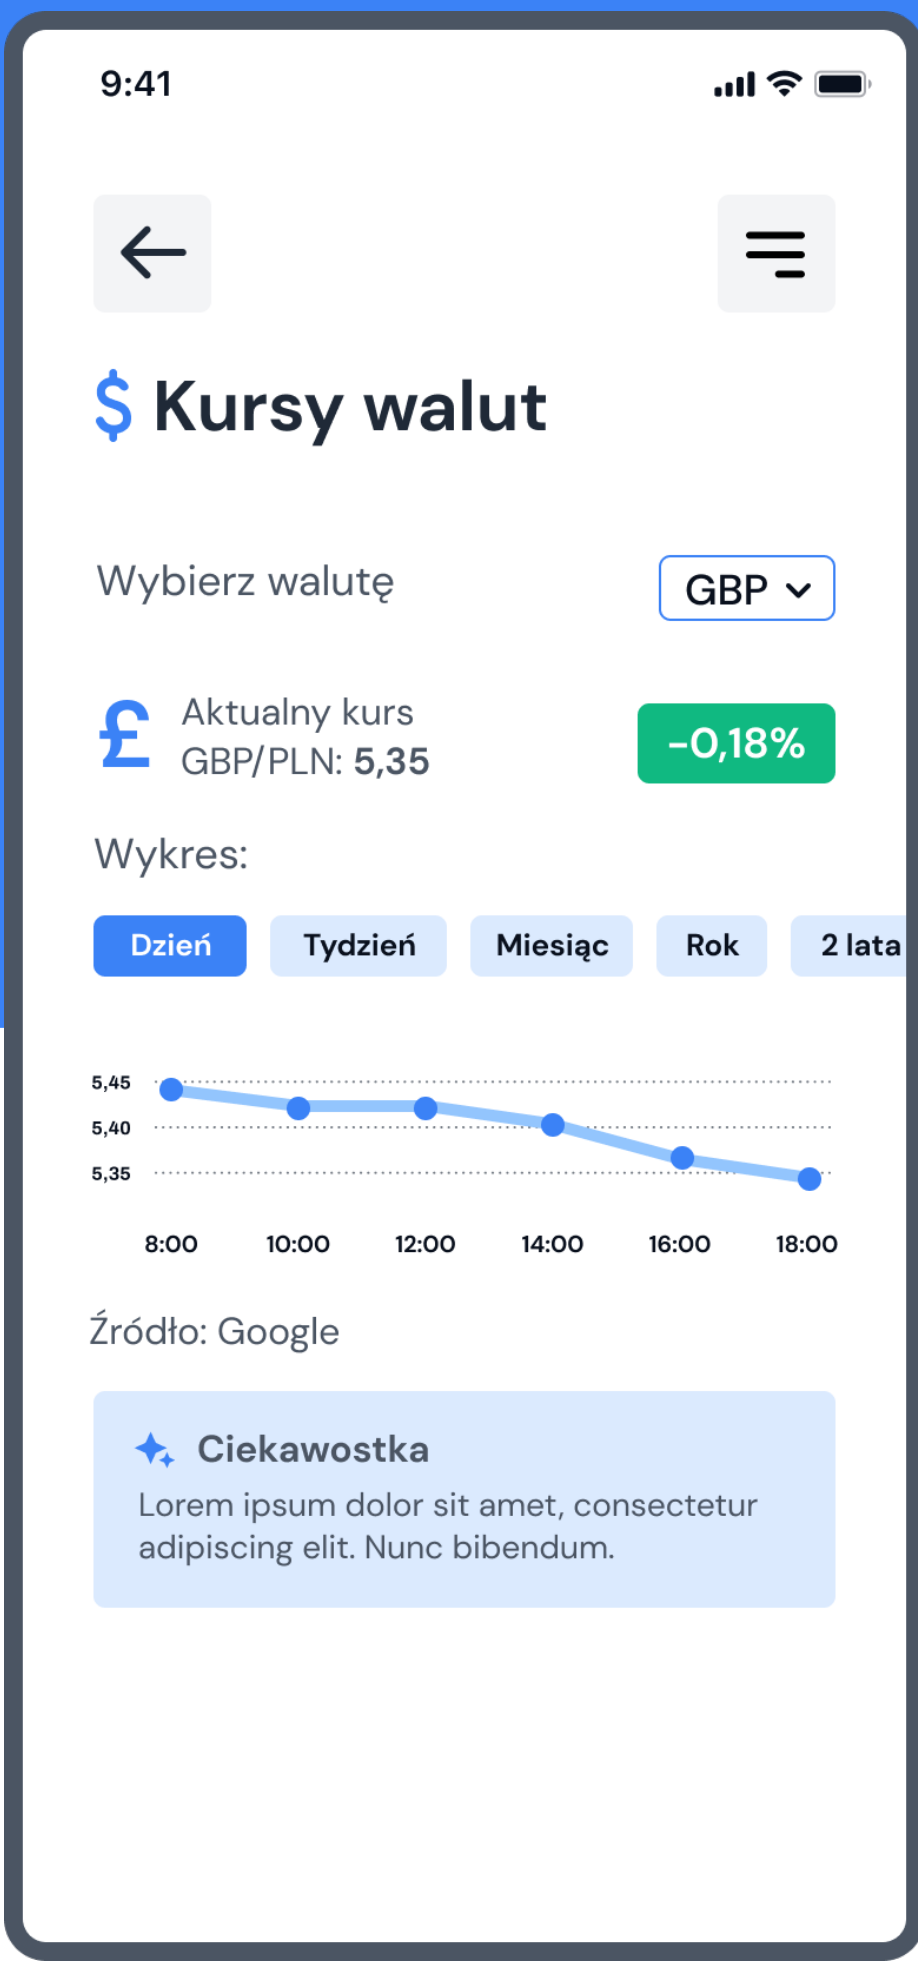 9:41
$ Kursy walut
Wybierz walutę
GBP
£
Aktualny kurs
GBP/PLN: 5,35
-0,18%
Wykres:
Dzień Tydzień Miesiąc Rok 2 lata
5,45
5,40
5,35
8:00 10:00 12:00 14:00 16:00 18:00
Źródło: Google
Ciekawostka
Lorem ipsum dolor sit amet, consectetur
adipiscing elit. Nunc bibendum.